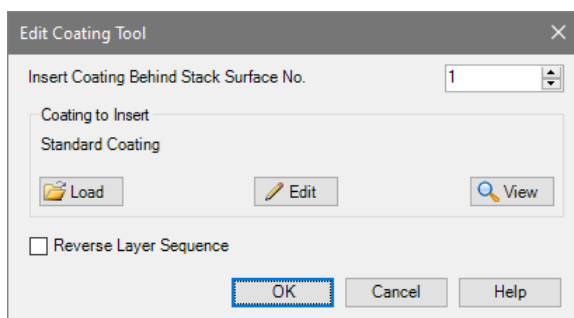 Edit Coating Tool
Insert Coating Behind Stack Surface No. 1
Coating to Insert
Standard Coating
Load Edit View
Reverse Layer Sequence
OK Cancel Help